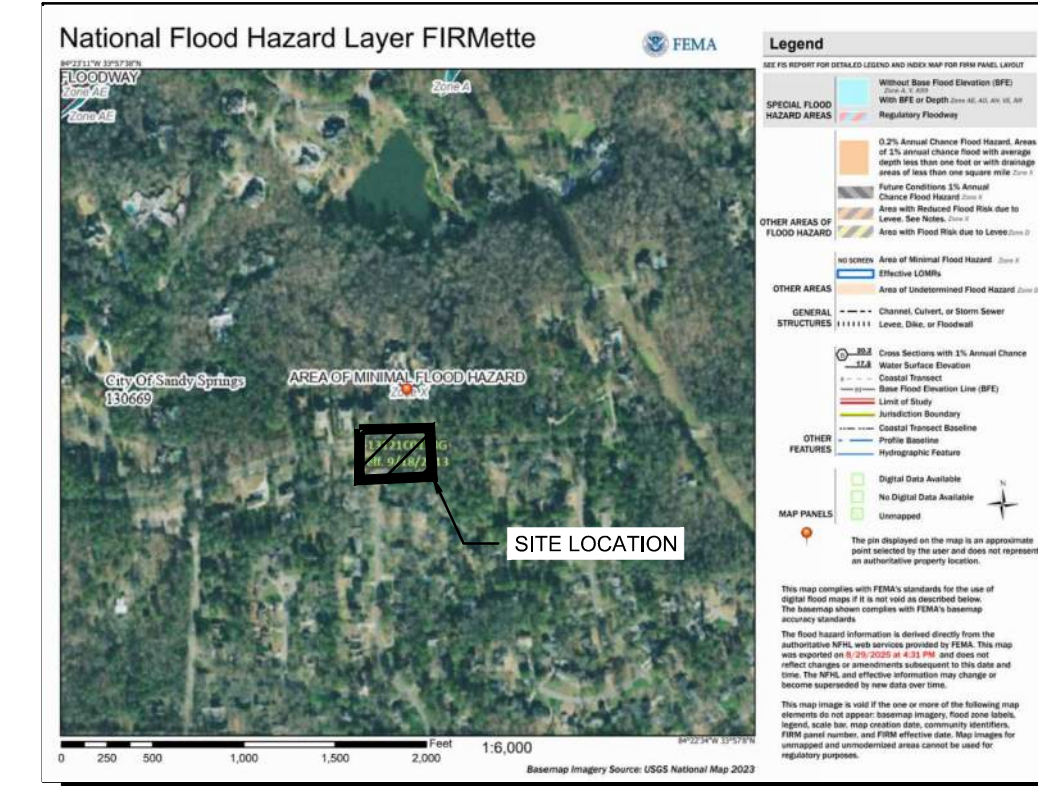 National Flood Hazard Layer FIRMette
FEMA
Legend
SEE FIS REPORT FOR DETAILED LEGEND AND INDEX MAP FOR FIRM PANEL LAYOUT
84°23'11"W 33°57'38"N
FLOODWAY
Zone AE
Zone AE
Zone A
City Of Sandy Springs
130669
AREA OF MINIMAL FLOOD HAZARD
Zone X
eff. 9/18/2013
SITE LOCATION
SPECIAL FLOOD
HAZARD AREAS
Without Base Flood Elevation (BFE)
Zone A, V, A99
With BFE or Depth Zone AE, AO, AH, VE, AR
Regulatory Floodway
0.2% Annual Chance Flood Hazard, Areas
of 1% annual chance flood with average
depth less than one foot or with drainage
areas of less than one square mile Zone X
Future Conditions 1% Annual
Chance Flood Hazard Zone X
Area with Reduced Flood Risk due to
Levee. See Notes. Zone X
Area with Flood Risk due to Levee Zone D
OTHER AREAS OF
FLOOD HAZARD
NO SCREEN Area of Minimal Flood Hazard Zone X
Effective LOMRs
Area of Undetermined Flood Hazard Zone D
OTHER AREAS
Channel, Culvert, or Storm Sewer
Levee, Dike, or Floodwall
GENERAL
STRUCTURES
20.2 Cross Sections with 1% Annual Chance
17.5 Water Surface Elevation
Coastal Transect
Base Flood Elevation Line (BFE)
Limit of Study
Jurisdiction Boundary
Coastal Transect Baseline
Profile Baseline
Hydrographic Feature
OTHER
FEATURES
Digital Data Available
No Digital Data Available
Unmapped
MAP PANELS
N
The pin displayed on the map is an approximate
point selected by the user and does not represent
an authoritative property location.
This map complies with FEMA's standards for the use of
digital flood maps if it is not void as described below.
The basemap shown complies with FEMA's basemap
accuracy standards
The flood hazard information is derived directly from the
authoritative NFHL web services provided by FEMA. This map
was exported on 8/29/2025 at 4:31 PM and does not
reflect changes or amendments subsequent to this date and
time. The NFHL and effective information may change or
become superseded by new data over time.
This map image is void if the one or more of the following map
elements do not appear: basemap imagery, flood zone labels,
legend, scale bar, map creation date, community identifiers,
FIRM panel number, and FIRM effective date. Map images for
unmapped and unmodernized areas cannot be used for
regulatory purposes.
0 250 500 1,000 1,500 2,000
Feet
1:6,000
84°22'34"W 33°57'8"N
Basemap Imagery Source: USGS National Map 2023